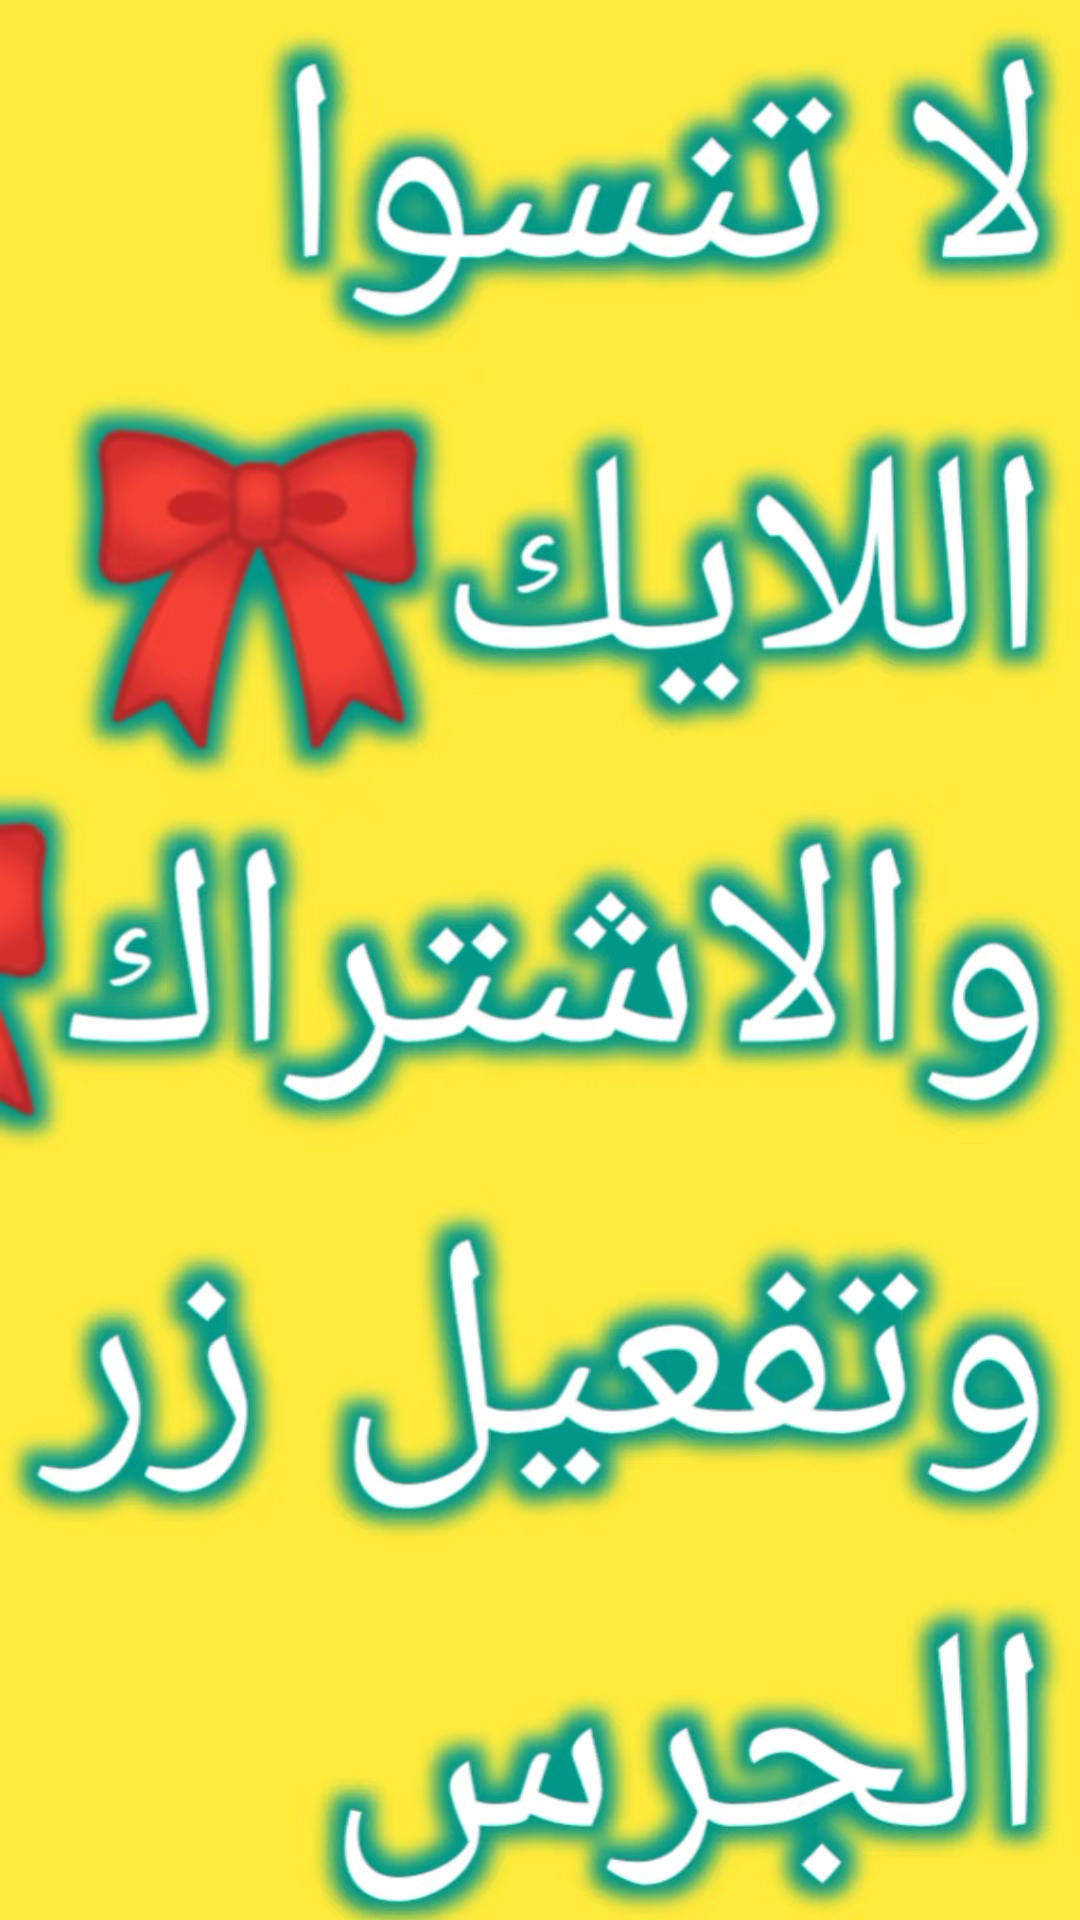 لا تنسوا
اللايك🎀
والاشتراك🎀
وتفعيل زر
الجرس